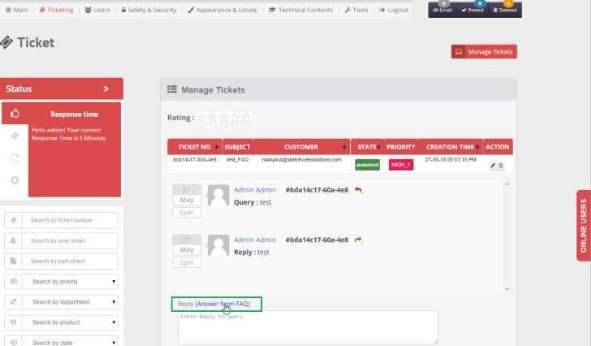 Main Ticketing Users Safety & Security Appearance & Locale Technical Contents Tools Logout
All Email Posted Deleted
Ticket
Manage Tickets
Status
Manage Tickets
Response time
Hello admin! Your current
Response Time is 5 Minutes
Rating :
TICKET NO SUBJECT CUSTOMER STATE PRIORITY CREATION TIME ACTION
bda14c17-60a-4e8 test_FAQ answered HIGH_1 27-05-15 05:03:15 PM
27
May
5pm
Admin Admin #bda14c17-60a-4e8
Query : test
27
May
5pm
Admin Admin #bda14c17-60a-4e8
Reply : test
ONLINE USERS
Search by ticket number
Search by user email
Search by part of text
Search by priority
Search by department
Search by product
Search by state
Reply [Answer from FAQ]
Enter Reply to Query